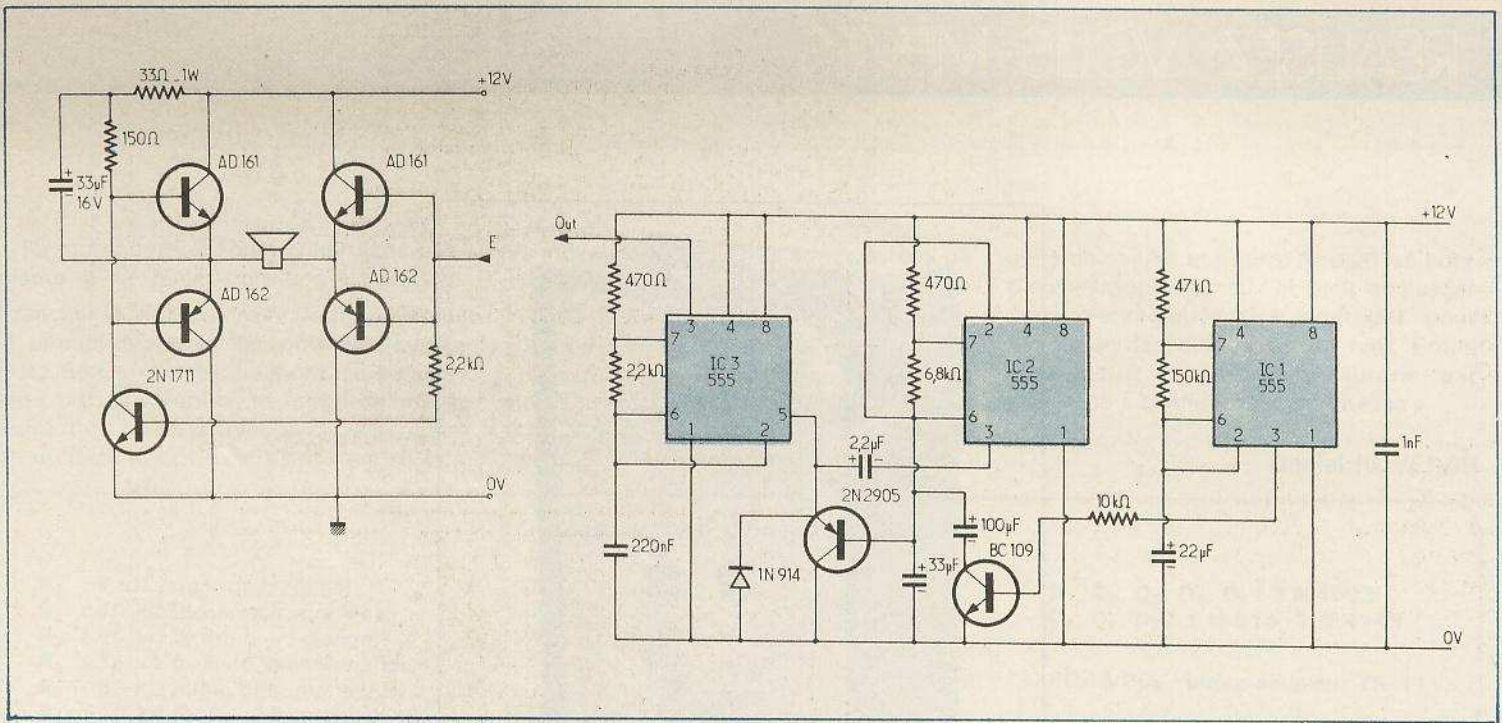 33Ω_1W
+12V
150Ω
AD 161
AD 161
+
33µF
-
16V
E
AD 162
AD 162
2N 1711
2,2kΩ
0V
Out
+12V
470Ω
3
4
8
7
IC 3
555
2,2kΩ
6
5
1
2
220nF
1N 914
2,2µF
+
-
2N 2905
470Ω
2
4
8
7
IC 2
555
6,8kΩ
6
3
1
+
100µF
-
+
33µF
-
BC 109
10kΩ
47kΩ
4
8
7
IC 1
555
150kΩ
6
2
3
1
+
22µF
-
1nF
0V